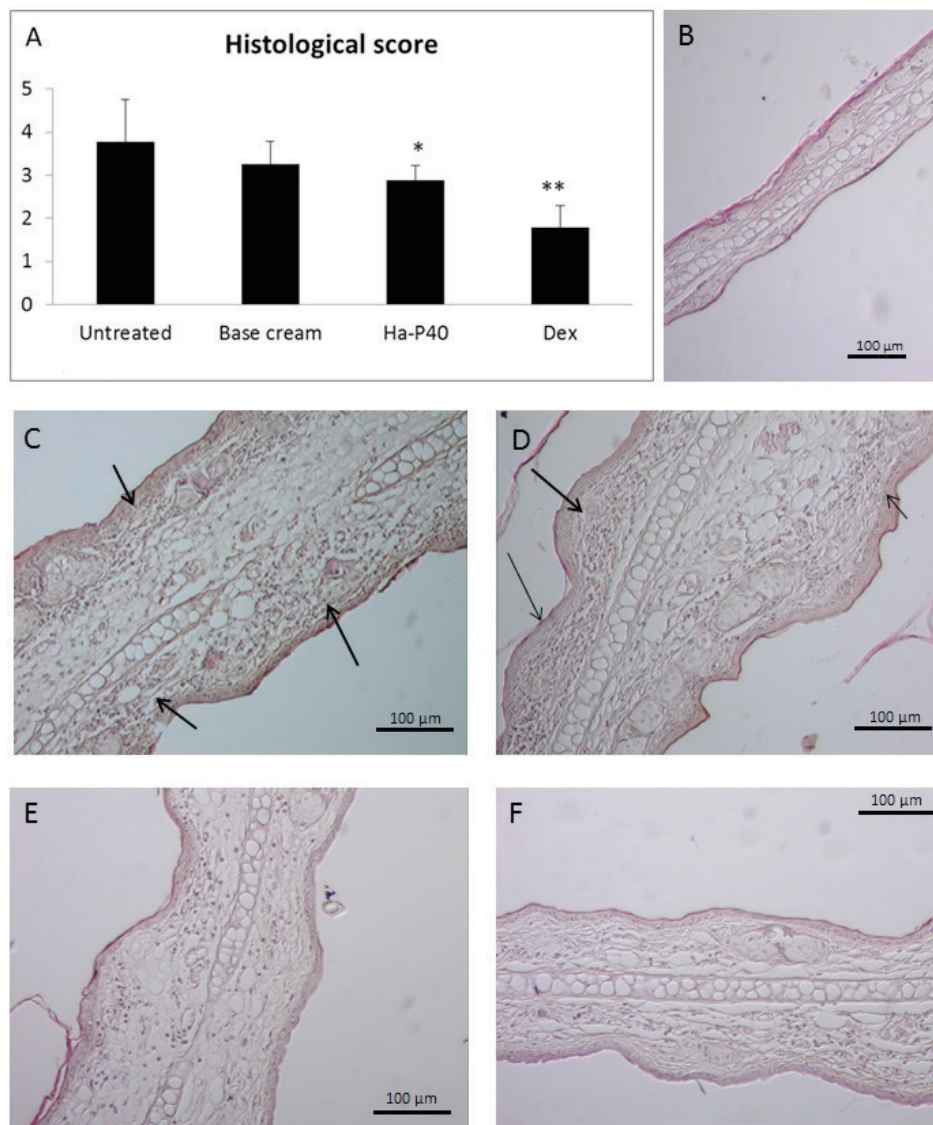 A
Histological score
5
4
3
2
1
0
*
**
Untreated
Base cream
Ha-P40
Dex
B
100 µm
C
100 µm
D
100 µm
E
100 µm
F
100 µm